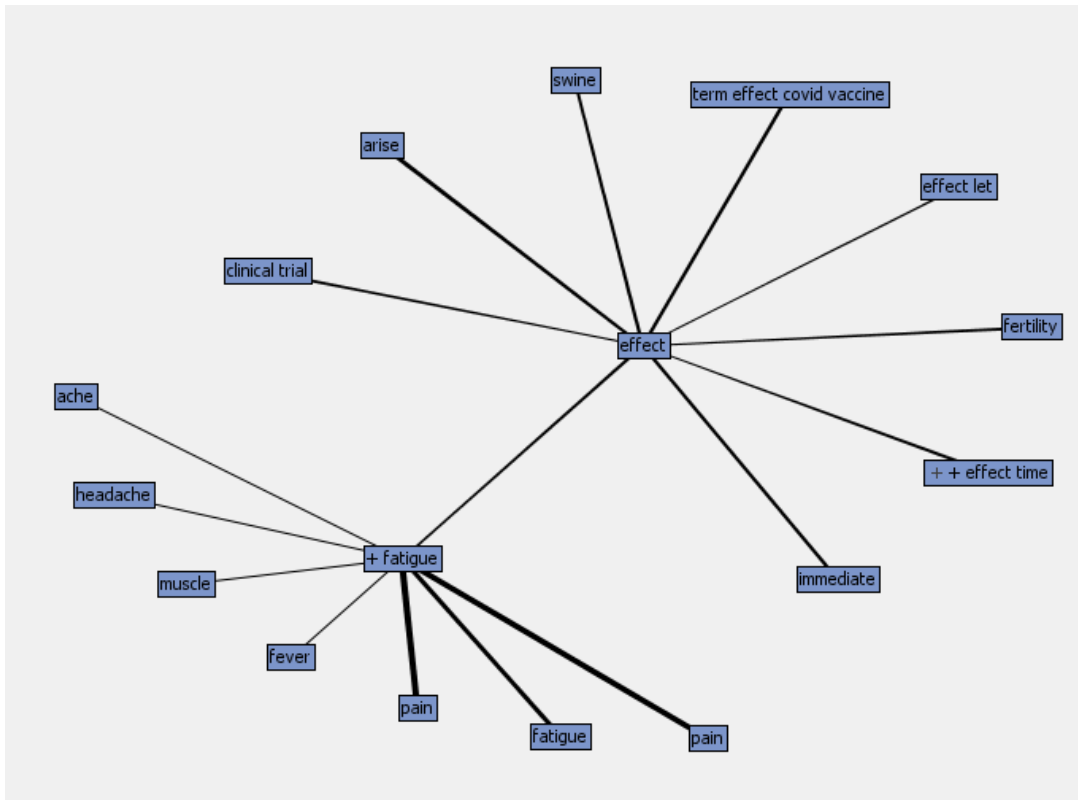 swine
term effect covid vaccine
arise
effect let
clinical trial
fertility
effect
ache
+ + effect time
headache
+ fatigue
immediate
muscle
fever
pain
fatigue
pain